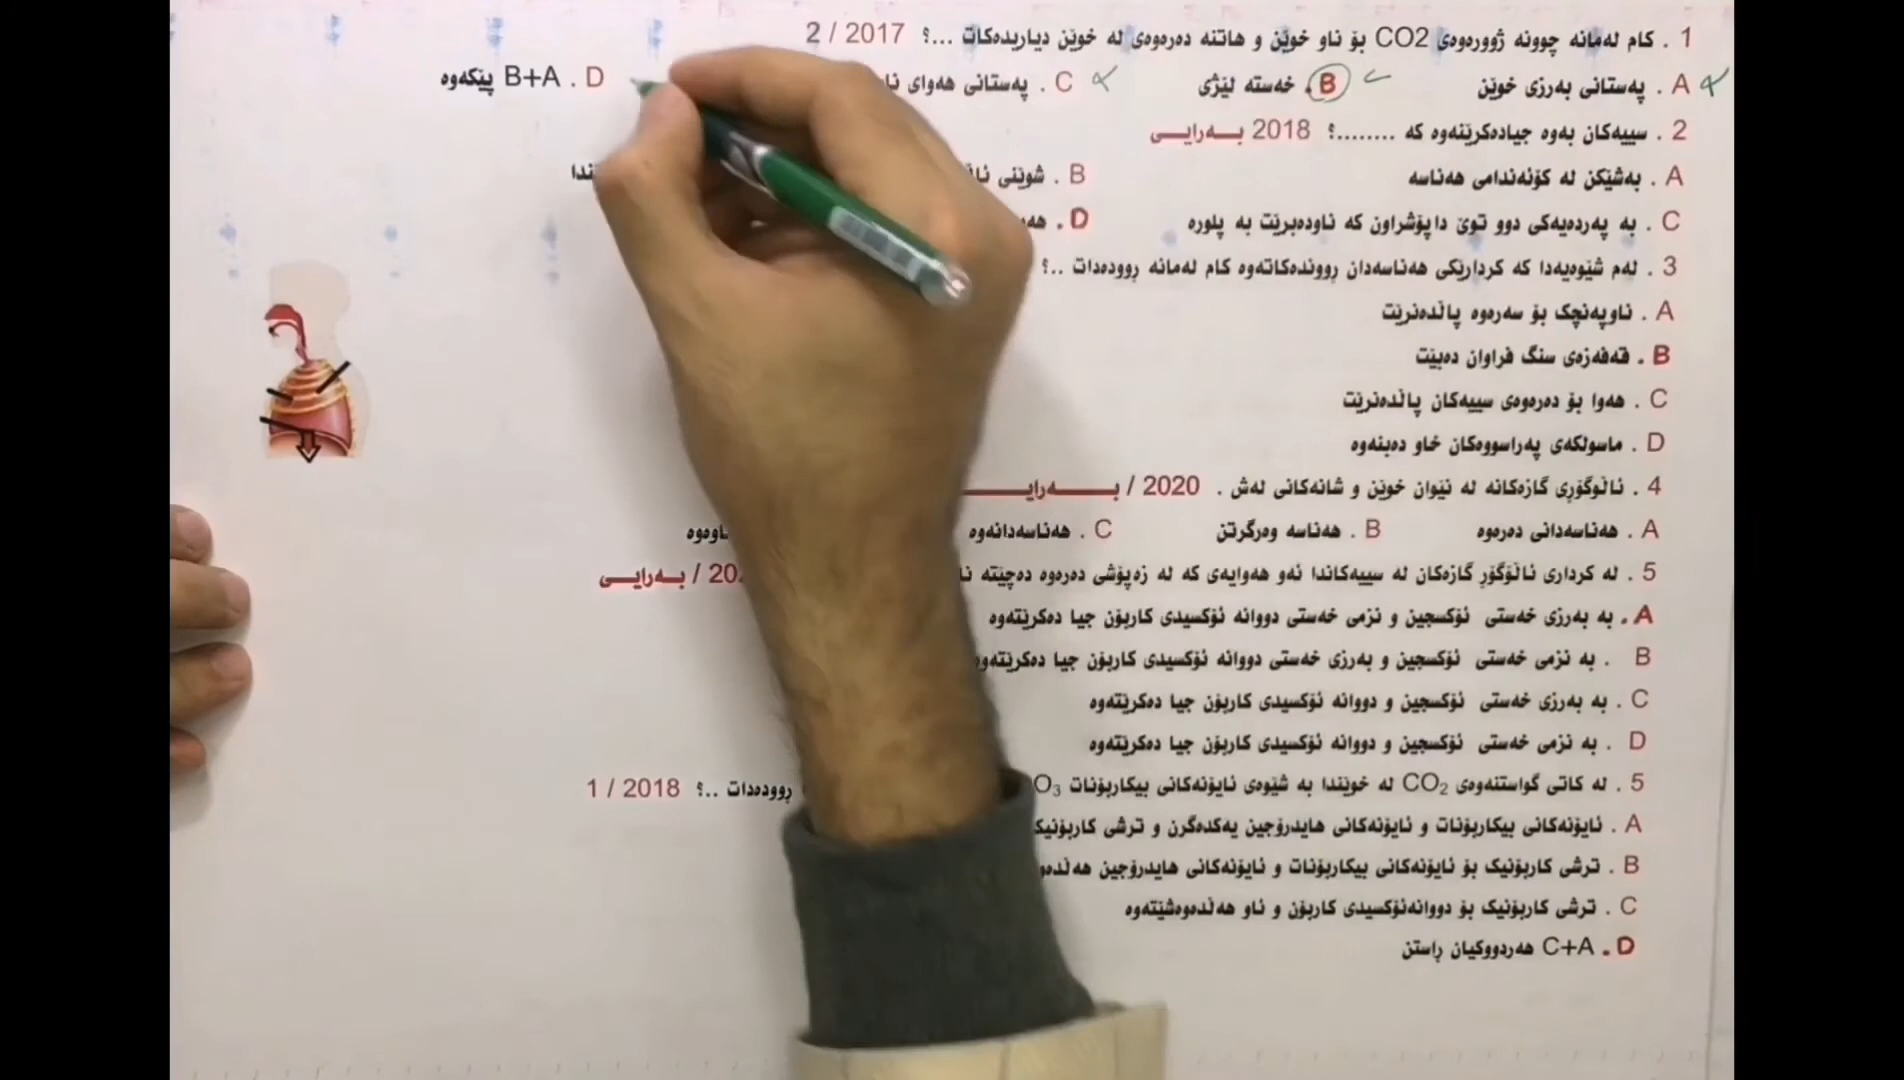 1 . کام لەمانە چوونە ژوورەوەی CO2 بۆ ناو خوێن و هاتنە دەرەوەی لە خوێن دیاریدەکات ...؟ 2017 / 2
A . پەستانی بەرزی خوێن B . خەستە لێژی C . پەستانی هەوای D . B+A پێکەوە
2 . سییەکان بەوە جیادەکرێنەوە کە ........؟ 2018 بەرایی
A . بەشێکن لە کۆئەندامی هەناسە B . شوێنی
C . بە پەردەیەکی دوو توێ داپۆشراون کە ناودەبرێت بە پلورە D .
3 . لەم شێوەیەدا کە کردارێکی هەناسەدان ڕووندەکاتەوە کام لەمانە ڕوودەدات ..؟
A . ناوپەنچک بۆ سەرەوە پاڵدەنرێت
B . قەفەزەی سنگ فراوان دەبێت
C . هەوا بۆ دەرەوەی سییەکان پاڵدەنرێت
D . ماسولکەی پەراسووەکان خاو دەبنەوە
4 . ئاڵوگۆڕی گازەکانە لە نێوان خوێن و شانەکانی لەش . 2020 / بەرایـ
A . هەناسەدانی دەرەوە B . هەناسە وەرگرتن C . هەناسەدانەوە
5 . لە کرداری ئاڵوگۆڕ گازەکان لە سییەکاندا ئەو هەوایەی کە لە زەپۆشی دەرەوە دەچێتە / بەرایی
A . بە بەرزی خەستی ئۆکسجین و نزمی خەستی دووانە ئۆکسیدی کاربۆن جیا دەکرێتەوە
B . بە نزمی خەستی ئۆکسجین و بەرزی خەستی دووانە ئۆکسیدی کاربۆن جیا دەکرێتەوە
C . بە بەرزی خەستی ئۆکسجین و دووانە ئۆکسیدی کاربۆن جیا دەکرێتەوە
D . بە نزمی خەستی ئۆکسجین و دووانە ئۆکسیدی کاربۆن جیا دەکرێتەوە
5 . لە کاتی گواستنەوەی CO₂ لە خوێندا بە شێوەی ئایۆنەکانی بیکاربۆنات O₃ ڕوودەدات ..؟ 2018 / 1
A . ئایۆنەکانی بیکاربۆنات و ئایۆنەکانی هایدرۆجین یەکدەگرن و ترشی کاربۆنیک
B . ترشی کاربۆنیک بۆ ئایۆنەکانی بیکاربۆنات و ئایۆنەکانی هایدرۆجین
C . ترشی کاربۆنیک بۆ دووانەئۆکسیدی کاربۆن و ئاو هەڵدەوەشێتەوە
D . C+A هەردووکیان ڕاستن